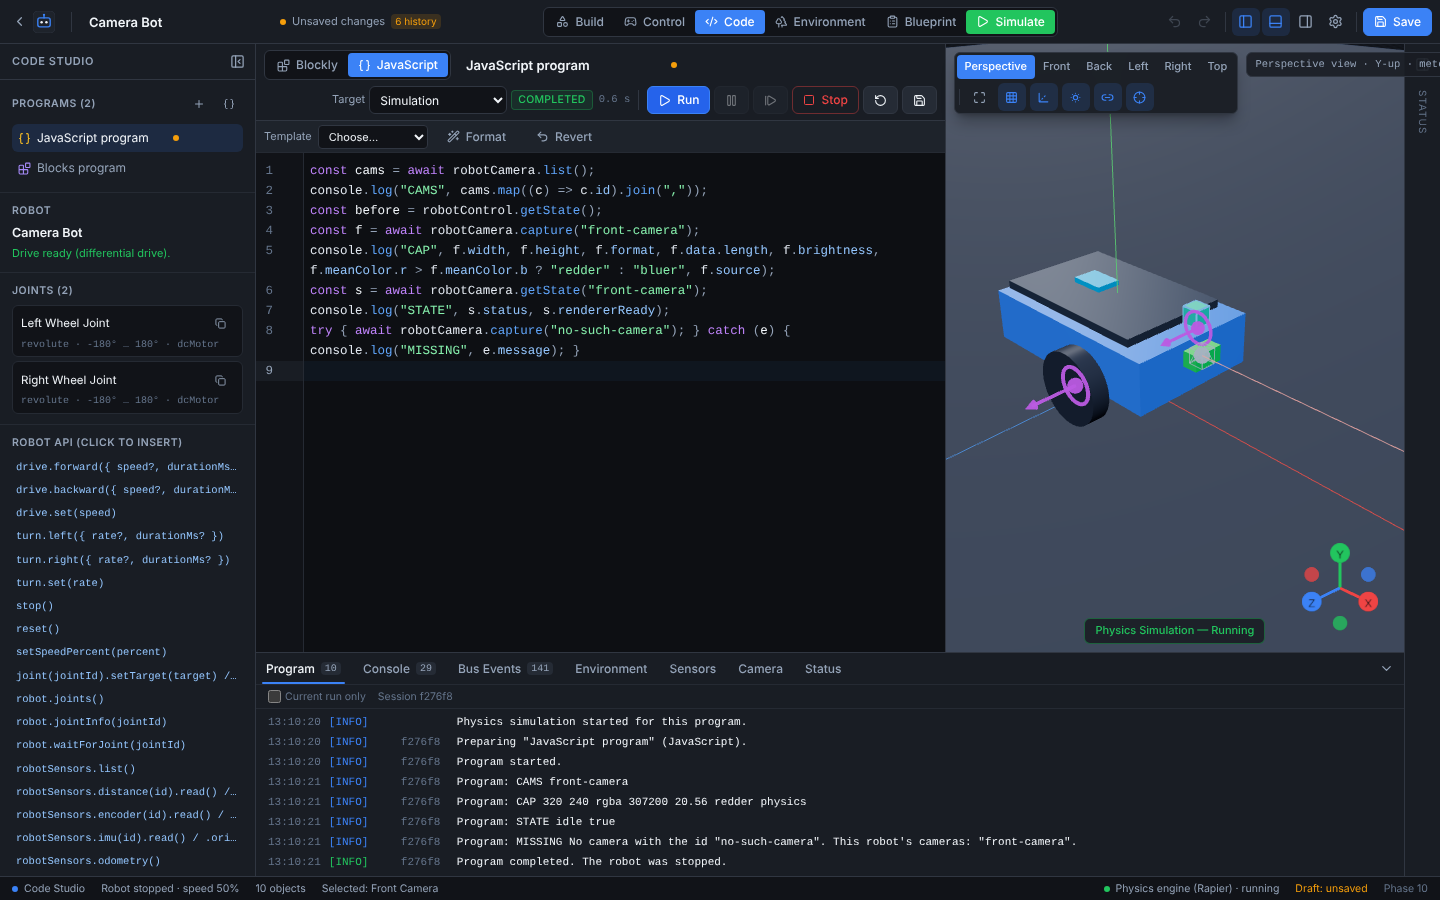 Camera Bot
Unsaved changes
6 history
Build
Control
Code
Environment
Blueprint
Simulate
Save
CODE STUDIO
PROGRAMS (2)
{}
{ } JavaScript program
Blocks program
ROBOT
Camera Bot
Drive ready (differential drive).
JOINTS (2)
Left Wheel Joint
revolute · -180° … 180° · dcMotor
Right Wheel Joint
revolute · -180° … 180° · dcMotor
ROBOT API (CLICK TO INSERT)
drive.forward({ speed?, durationMs…
drive.backward({ speed?, durationM…
drive.set(speed)
turn.left({ rate?, durationMs? })
turn.right({ rate?, durationMs? })
turn.set(rate)
stop()
reset()
setSpeedPercent(percent)
joint(jointId).setTarget(target) /…
robot.joints()
robot.jointInfo(jointId)
robot.waitForJoint(jointId)
robotSensors.list()
robotSensors.distance(id).read() /…
robotSensors.encoder(id).read() / …
robotSensors.imu(id).read() / .ori…
robotSensors.odometry()
Blockly
{ } JavaScript
JavaScript program
Target
Simulation
COMPLETED
0.6 s
Run
Stop
Template
Choose...
Format
Revert
1 const cams = await robotCamera.list();
2 console.log("CAMS", cams.map((c) => c.id).join(","));
3 const before = robotControl.getState();
4 const f = await robotCamera.capture("front-camera");
5 console.log("CAP", f.width, f.height, f.format, f.data.length, f.brightness,
f.meanColor.r > f.meanColor.b ? "redder" : "bluer", f.source);
6 const s = await robotCamera.getState("front-camera");
7 console.log("STATE", s.status, s.rendererReady);
8 try { await robotCamera.capture("no-such-camera"); } catch (e) {
console.log("MISSING", e.message); }
9
Perspective
Front
Back
Left
Right
Top
Perspective view · Y-up · mete
STATUS
Y
Z
X
Physics Simulation — Running
Program 10
Console 29
Bus Events 141
Environment
Sensors
Camera
Status
Current run only
Session f276f8
13:10:20 [INFO] Physics simulation started for this program.
13:10:20 [INFO] f276f8 Preparing "JavaScript program" (JavaScript).
13:10:20 [INFO] f276f8 Program started.
13:10:21 [INFO] f276f8 Program: CAMS front-camera
13:10:21 [INFO] f276f8 Program: CAP 320 240 rgba 307200 20.56 redder physics
13:10:21 [INFO] f276f8 Program: STATE idle true
13:10:21 [INFO] f276f8 Program: MISSING No camera with the id "no-such-camera". This robot's cameras: "front-camera".
13:10:21 [INFO] f276f8 Program completed. The robot was stopped.
Code Studio
Robot stopped · speed 50%
10 objects
Selected: Front Camera
Physics engine (Rapier) · running
Draft: unsaved
Phase 10